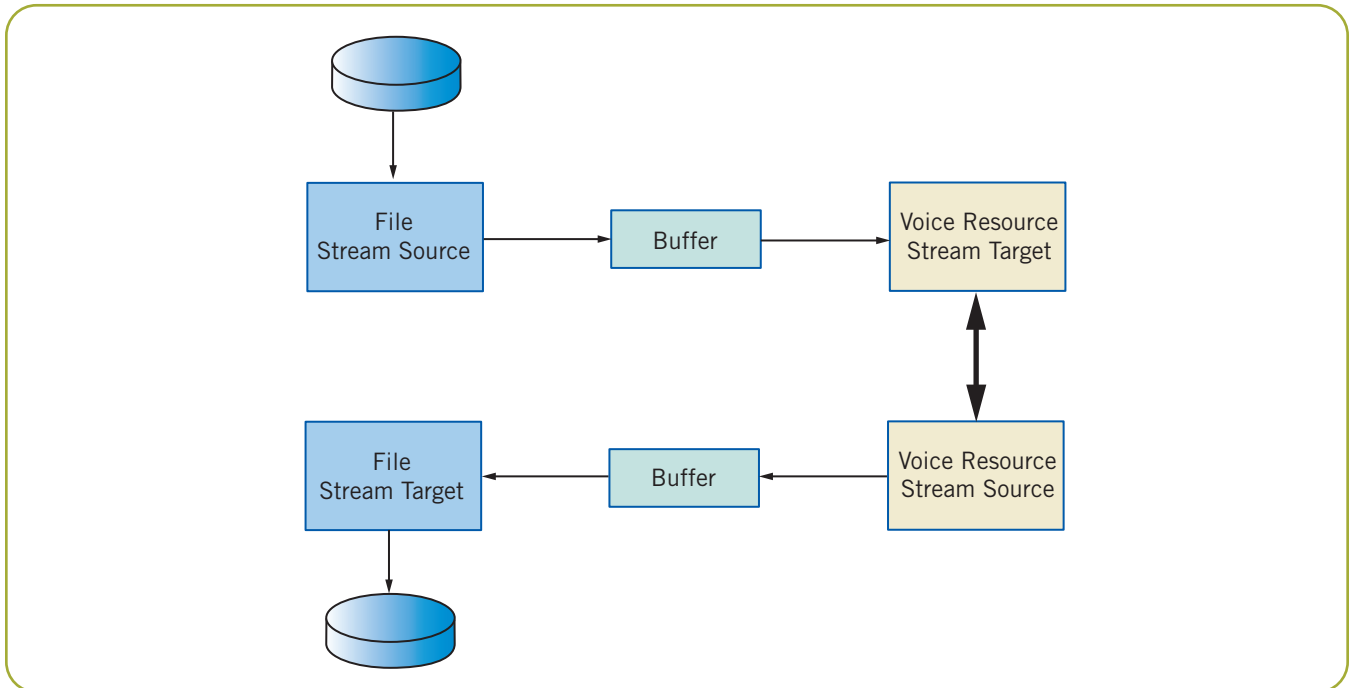 File
Stream Source
Buffer
Voice Resource
Stream Target
File
Stream Target
Buffer
Voice Resource
Stream Source